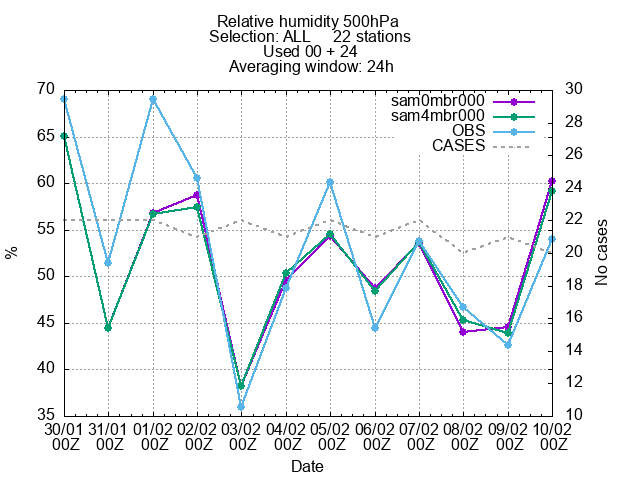 Relative humidity 500hPa
Selection: ALL 22 stations
Used 00 + 24
Averaging window: 24h
70 30
sam0mbr000
sam4mbr000 28
65
OBS
CASES 26
60 24
55 22
% No cases
20
50 18
45 16
14
40 12
35 10
30/01 31/01 01/02 02/02 03/02 04/02 05/02 06/02 07/02 08/02 09/02 10/02
00Z 00Z 00Z 00Z 00Z 00Z 00Z 00Z 00Z 00Z 00Z 00Z
Date